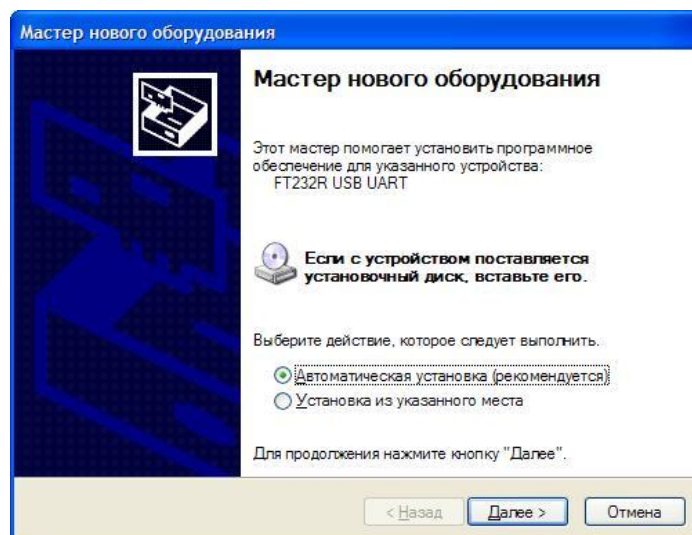 Мастер нового оборудования
Мастер нового оборудования
Этот мастер помогает установить программное
обеспечение для указанного устройства:
FT232R USB UART
Если с устройством поставляется
установочный диск, вставьте его.
Выберите действие, которое следует выполнить.
Автоматическая установка (рекомендуется)
Установка из указанного места
Для продолжения нажмите кнопку "Далее".
< Назад Далее > Отмена